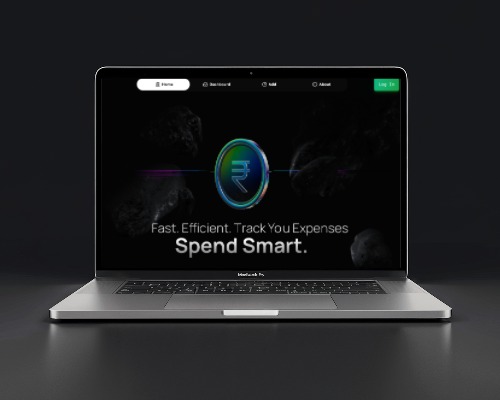 Home Dashboard Add About Log In
₹
Fast. Efficient. Track You Expenses
Spend Smart.
MacBook Pro